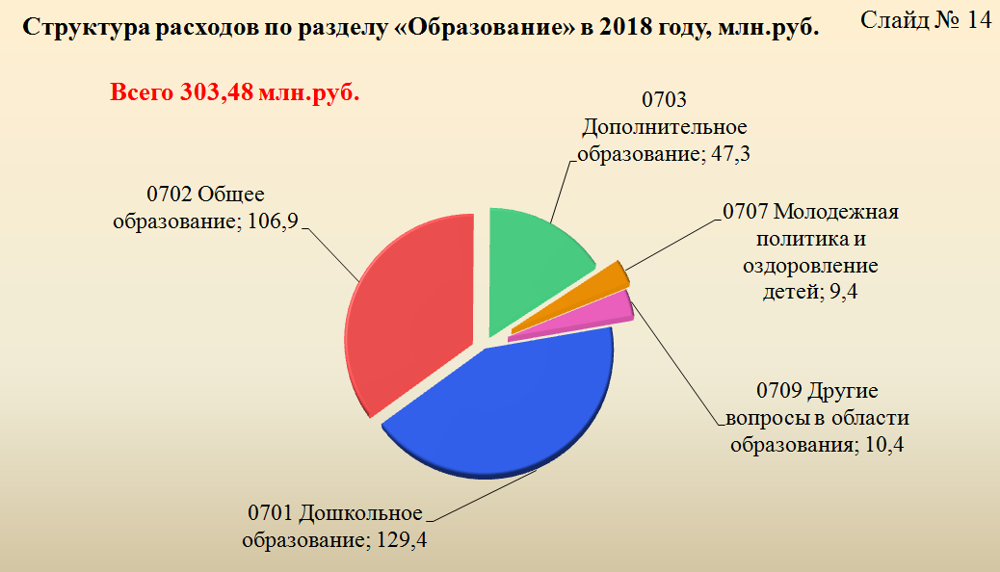 Структура расходов по разделу «Образование» в 2018 году, млн.руб.
Слайд № 14
Всего 303,48 млн.руб.
0703
Дополнительное
образование; 47,3
0702 Общее
образование; 106,9
0707 Молодежная
политика и
оздоровление
детей; 9,4
0709 Другие
вопросы в области
образования; 10,4
0701 Дошкольное
образование; 129,4